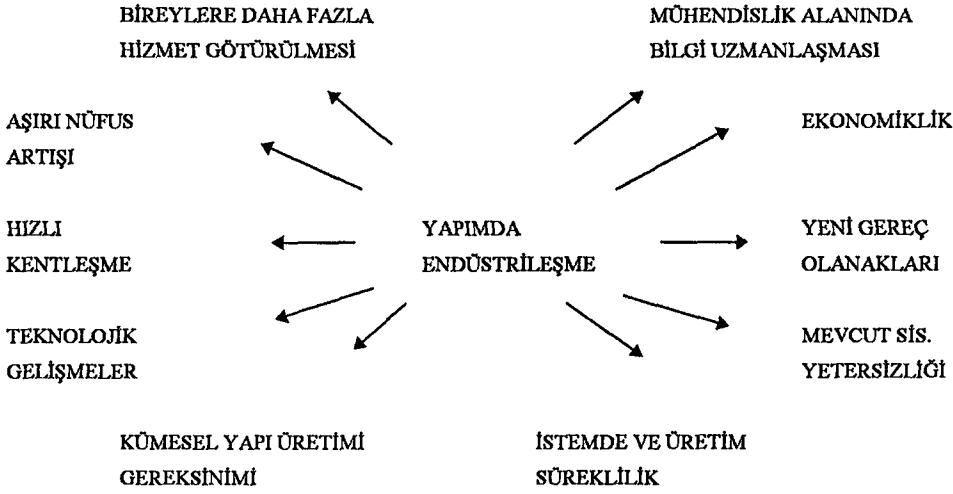 BİREYLERE DAHA FAZLA
HİZMET GÖTÜRÜLMESİ
MÜHENDİSLİK ALANINDA
BİLGİ UZMANLAŞMASI
AŞIRI NÜFUS
ARTIŞI
EKONOMİKLİK
HIZLI
KENTLEŞME
YAPIMDA
ENDÜSTRİLEŞME
YENİ GEREÇ
OLANAKLARI
TEKNOLOJİK
GELİŞMELER
MEVCUT SİS.
YETERSİZLİĞİ
KÜMESEL YAPI ÜRETİMİ
GEREKSİNİMİ
İSTEMDE VE ÜRETİM
SÜREKLİLİK